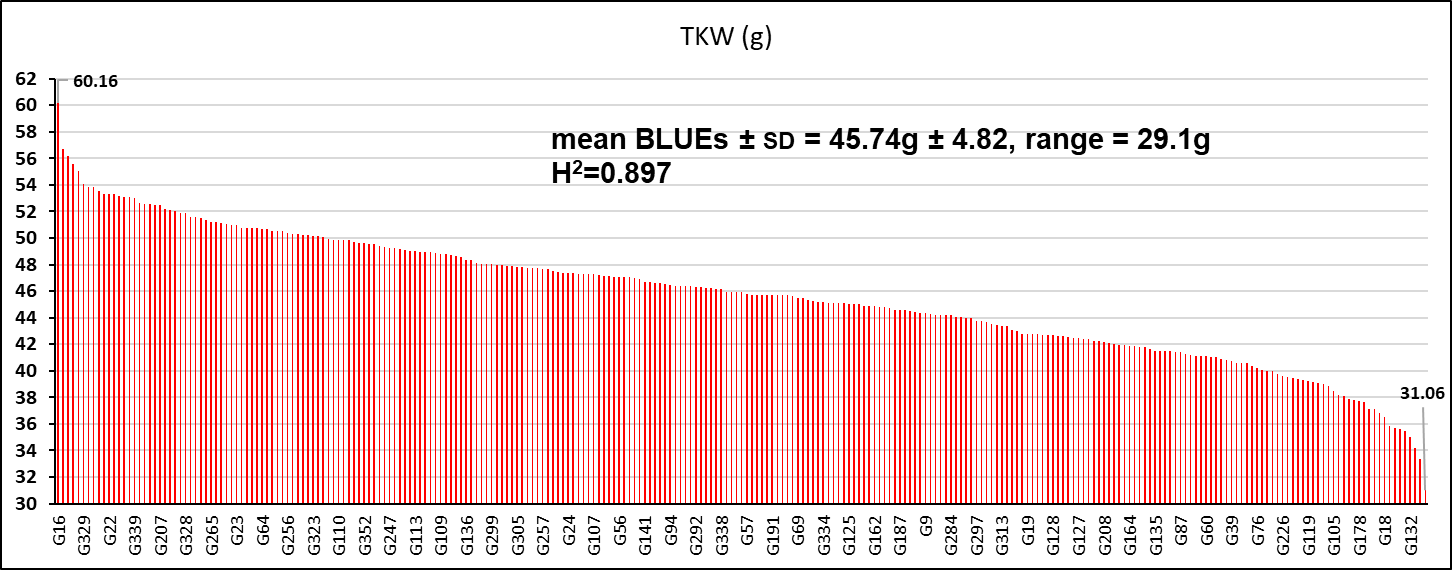 TKW (g)
62
60
58
56
54
52
50
48
46
44
42
40
38
36
34
32
30
60.16
mean BLUEs ± SD = 45.74g ± 4.82, range = 29.1g
H²=0.897
31.06
G16
G329
G22
G339
G207
G328
G265
G23
G64
G256
G323
G110
G352
G247
G113
G109
G136
G299
G305
G257
G24
G107
G56
G141
G94
G292
G338
G57
G191
G69
G334
G125
G162
G187
G9
G284
G297
G313
G19
G128
G127
G208
G164
G135
G87
G60
G39
G76
G226
G119
G105
G178
G18
G132